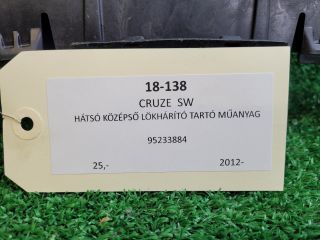 18-138
CRUZE SW
HÁTSÓ KÖZÉPSŐ LÖKHÁRÍTÓ TARTÓ MŰANYAG
95233884
25,- 2012-